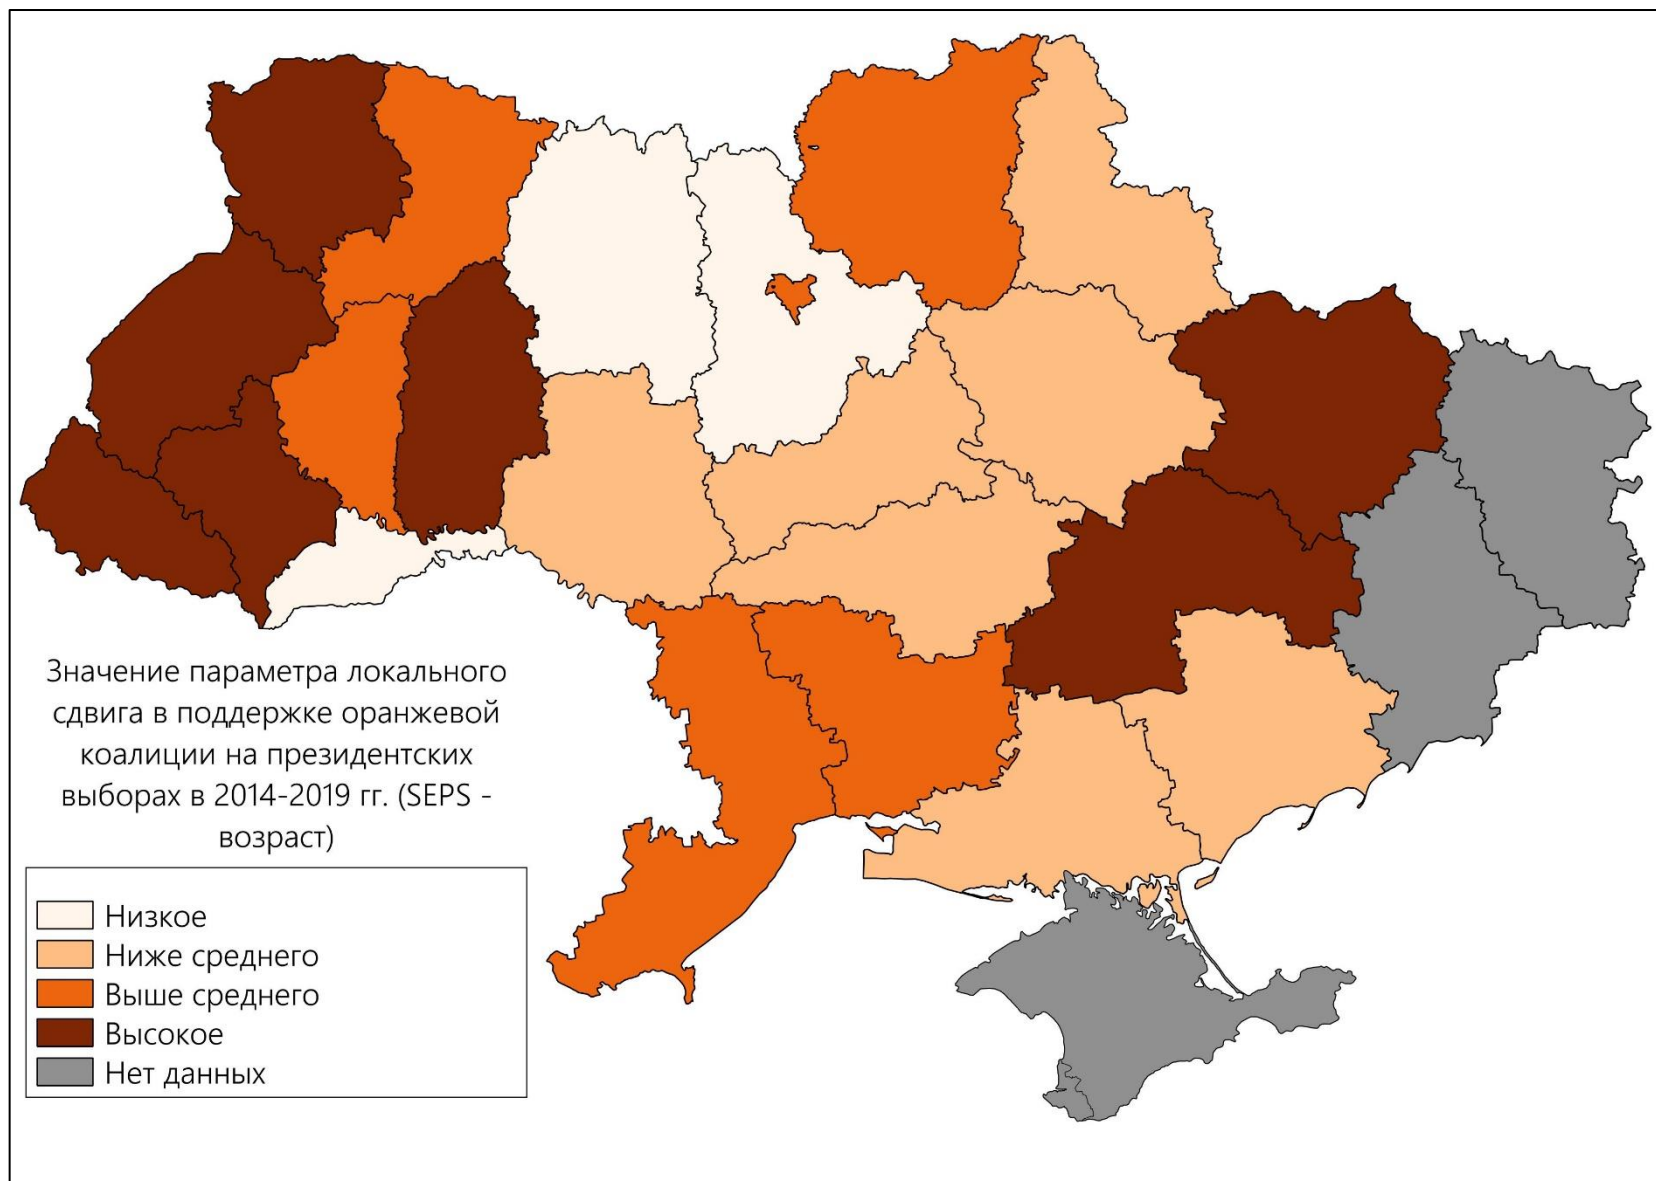 Значение параметра локального
сдвига в поддержке оранжевой
коалиции на президентских
выборах в 2014-2019 гг. (SEPS -
возраст)
Низкое
Ниже среднего
Выше среднего
Высокое
Нет данных